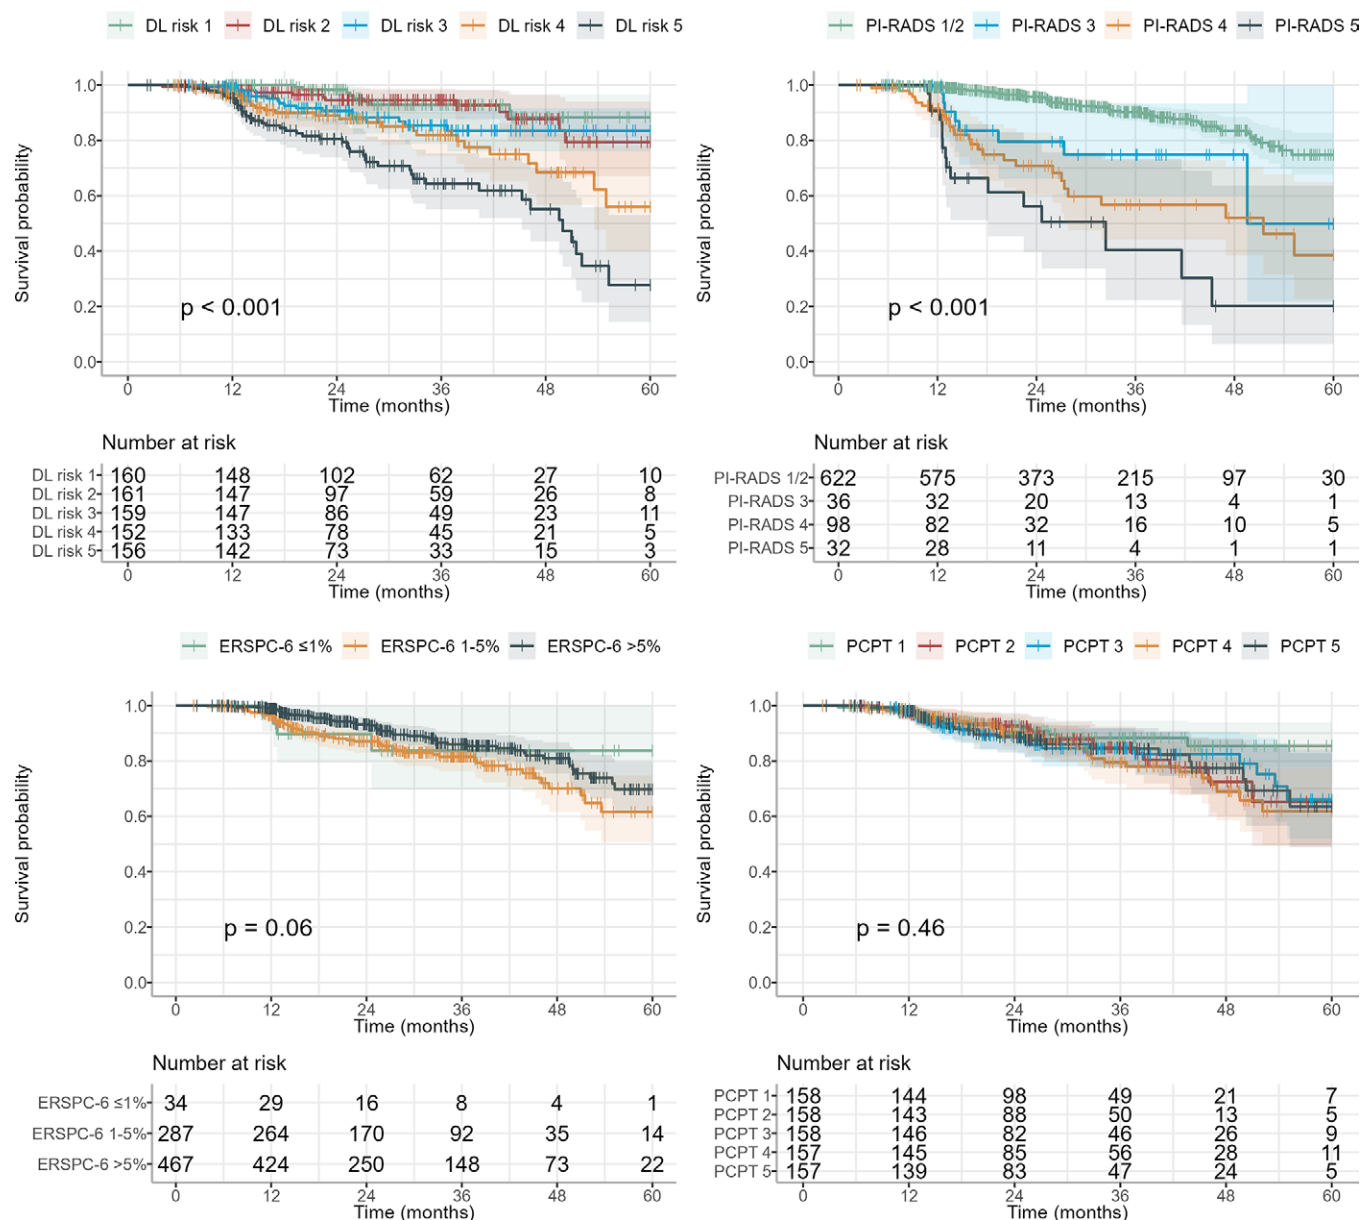 DL risk 1 DL risk 2 DL risk 3 DL risk 4 DL risk 5
1.0
0.8
0.6
0.4
0.2
0.0
Survival probability
p < 0.001
0 12 24 36 48 60
Time (months)
Number at risk
DL risk 1 160 148 102 62 27 10
DL risk 2 161 147 97 59 26 8
DL risk 3 159 147 86 49 23 11
DL risk 4 152 133 78 45 21 5
DL risk 5 156 142 73 33 15 3
0 12 24 36 48 60
Time (months)
PI-RADS 1/2 PI-RADS 3 PI-RADS 4 PI-RADS 5
1.0
0.8
0.6
0.4
0.2
0.0
Survival probability
p < 0.001
0 12 24 36 48 60
Time (months)
Number at risk
PI-RADS 1/2 622 575 373 215 97 30
PI-RADS 3 36 32 20 13 4 1
PI-RADS 4 98 82 32 16 10 5
PI-RADS 5 32 28 11 4 1 1
0 12 24 36 48 60
Time (months)
ERSPC-6 ≤1% ERSPC-6 1-5% ERSPC-6 >5%
1.0
0.8
0.6
0.4
0.2
0.0
Survival probability
p = 0.06
0 12 24 36 48 60
Time (months)
Number at risk
ERSPC-6 ≤1% 34 29 16 8 4 1
ERSPC-6 1-5% 287 264 170 92 35 14
ERSPC-6 >5% 467 424 250 148 73 22
0 12 24 36 48 60
Time (months)
PCPT 1 PCPT 2 PCPT 3 PCPT 4 PCPT 5
1.0
0.8
0.6
0.4
0.2
0.0
Survival probability
p = 0.46
0 12 24 36 48 60
Time (months)
Number at risk
PCPT 1 158 144 98 49 21 7
PCPT 2 158 143 88 50 13 5
PCPT 3 158 146 82 46 26 9
PCPT 4 157 145 85 56 28 11
PCPT 5 157 139 83 47 24 5
0 12 24 36 48 60
Time (months)